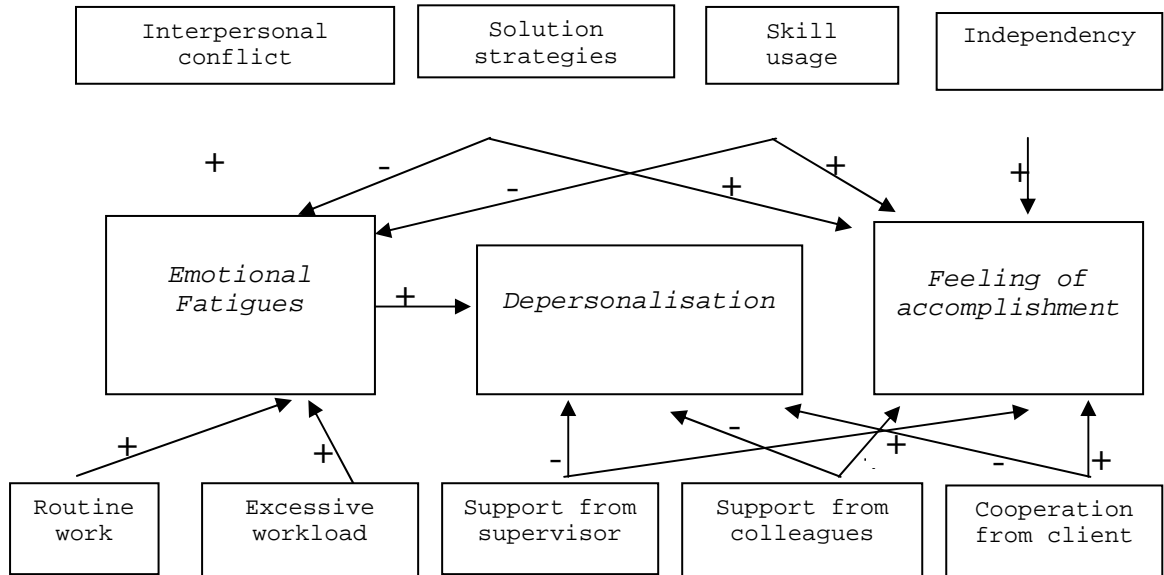 Interpersonal
conflict
Solution
strategies
Skill
usage
Independency
+
-
-
+
+
+
Emotional
Fatigues
+
Depersonalisation
Feeling of
accomplishment
+
+
-
-
+
-
+
Routine
work
Excessive
workload
Support from
supervisor
Support from
colleagues
Cooperation
from client